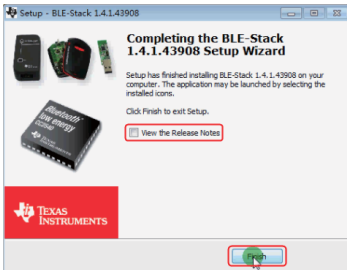 Setup - BLE-Stack 1.4.1.43908
Completing the BLE-Stack
1.4.1.43908 Setup Wizard
Setup has finished installing BLE-Stack 1.4.1.43908 on your
computer. The application may be launched by selecting the
installed icons.
Click Finish to exit Setup.
View the Release Notes
Bluetooth
low energy
CC2640
TEXAS
INSTRUMENTS
Finish